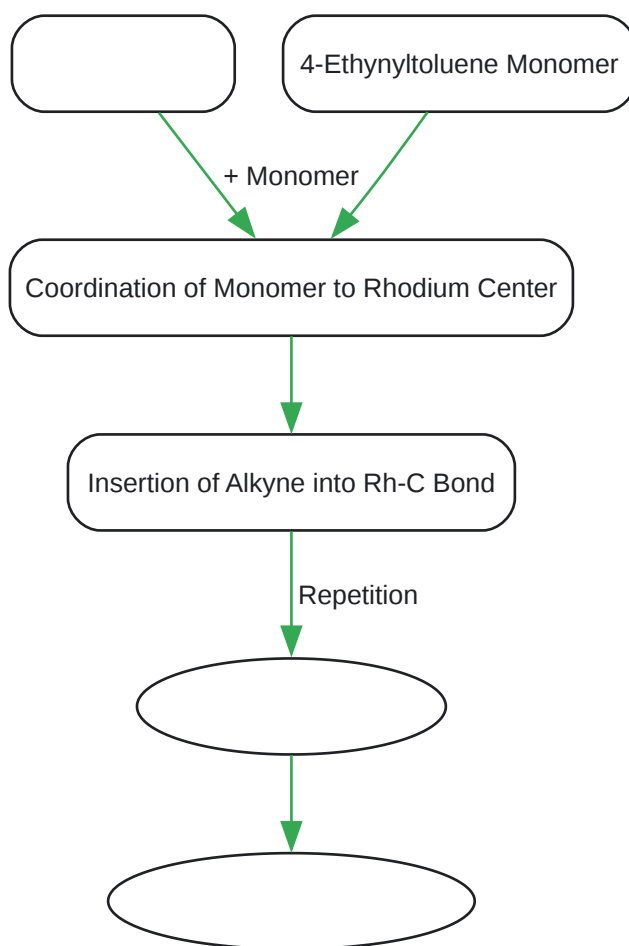 4-Ethynyltoluene Monomer
+ Monomer
Coordination of Monomer to Rhodium Center
Insertion of Alkyne into Rh-C Bond
Repetition